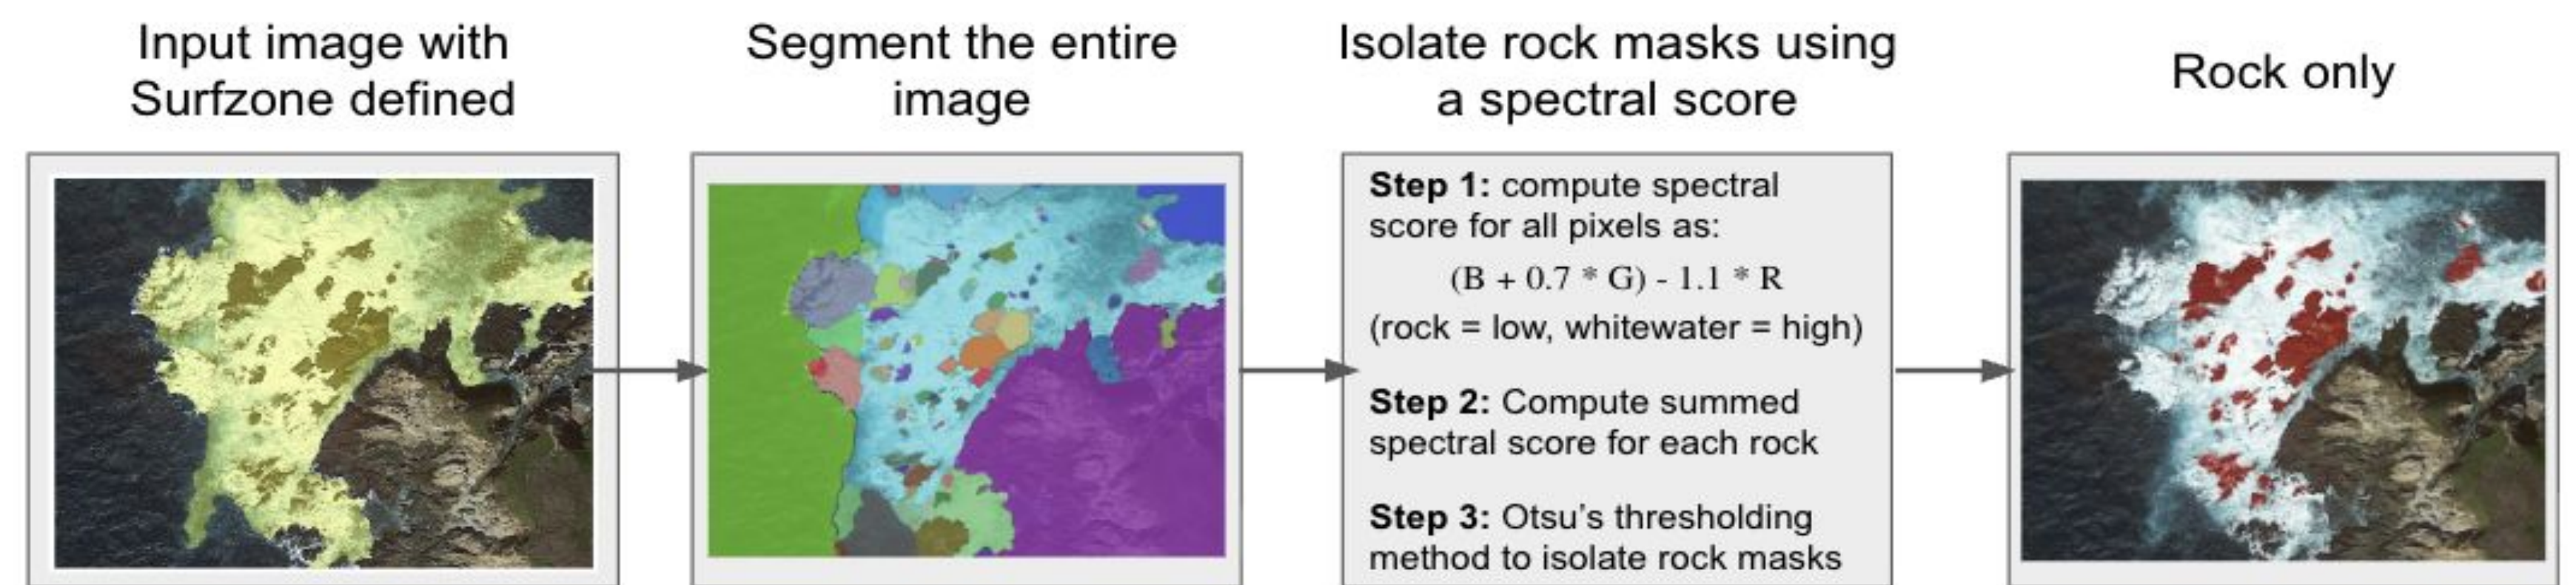 Input image with
Surfzone defined
Segment the entire
image
Isolate rock masks using
a spectral score
Rock only
Step 1: compute spectral
score for all pixels as:
(B + 0.7 * G) - 1.1 * R
(rock = low, whitewater = high)
Step 2: Compute summed
spectral score for each rock
Step 3: Otsu's thresholding
method to isolate rock masks